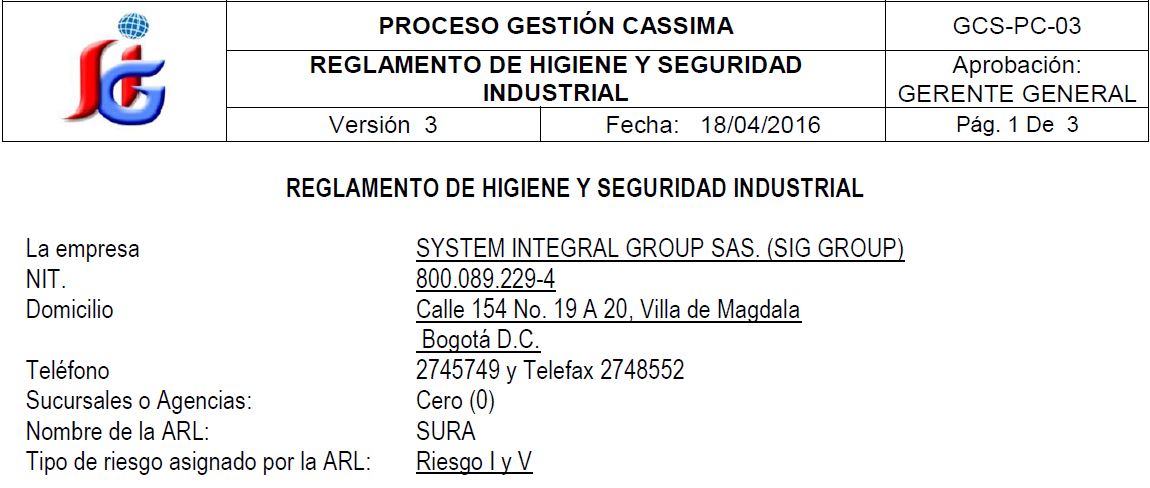 PROCESO GESTIÓN CASSIMA
GCS-PC-03
REGLAMENTO DE HIGIENE Y SEGURIDAD
INDUSTRIAL
Aprobación:
GERENTE GENERAL
Versión 3
Fecha: 18/04/2016
Pág. 1 De 3
SIG
REGLAMENTO DE HIGIENE Y SEGURIDAD INDUSTRIAL
La empresa SYSTEM INTEGRAL GROUP SAS. (SIG GROUP)
NIT. 800.089.229-4
Domicilio Calle 154 No. 19 A 20, Villa de Magdala
Bogotá D.C.
Teléfono 2745749 y Telefax 2748552
Sucursales o Agencias: Cero (0)
Nombre de la ARL: SURA
Tipo de riesgo asignado por la ARL: Riesgo I y V